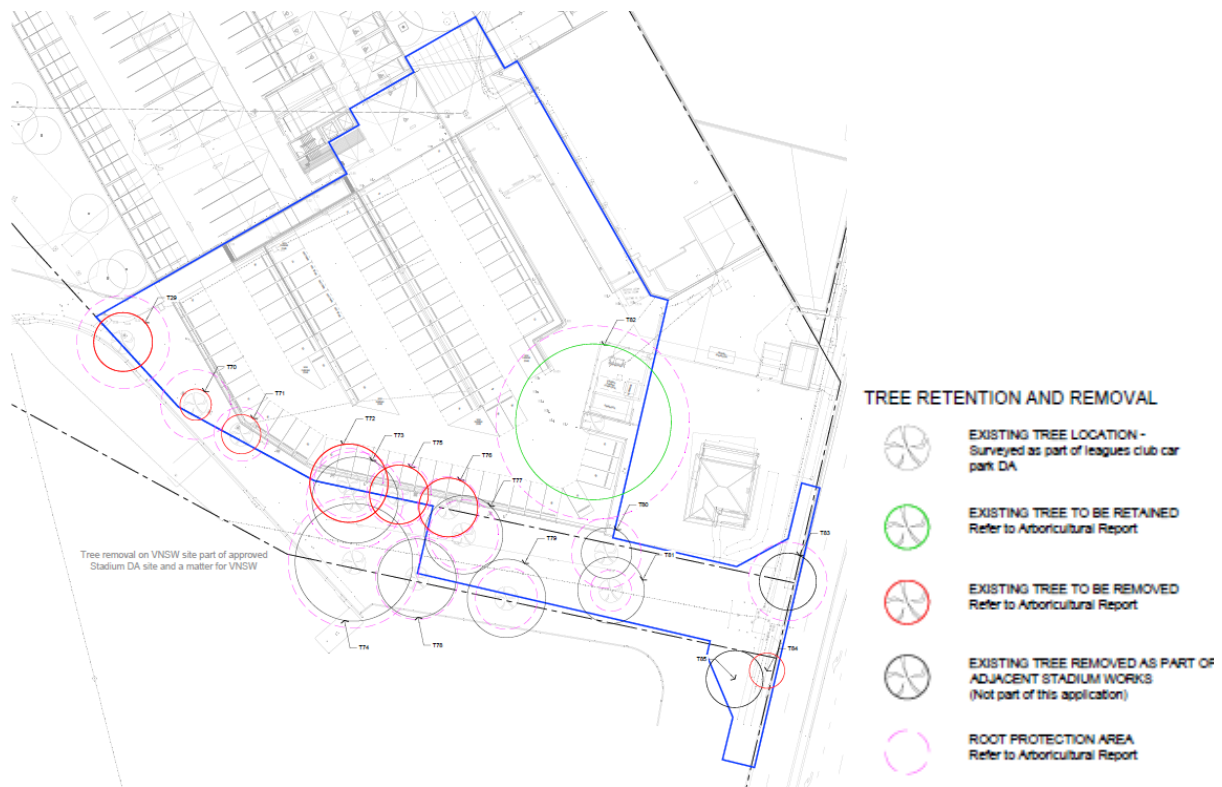 T29
T70
T71
T72
T73
T75
T76
T77
T82
T80
T79
T81
T83
T84
T85
T74
T78
Tree removal on VNSW site part of approved
Stadium DA site and a matter for VNSW
TREE RETENTION AND REMOVAL
EXISTING TREE LOCATION -
Surveyed as part of leagues club car
park DA
EXISTING TREE TO BE RETAINED
Refer to Arboricultural Report
EXISTING TREE TO BE REMOVED
Refer to Arboricultural Report
EXISTING TREE REMOVED AS PART OF
ADJACENT STADIUM WORKS
(Not part of this application)
ROOT PROTECTION AREA
Refer to Arboricultural Report